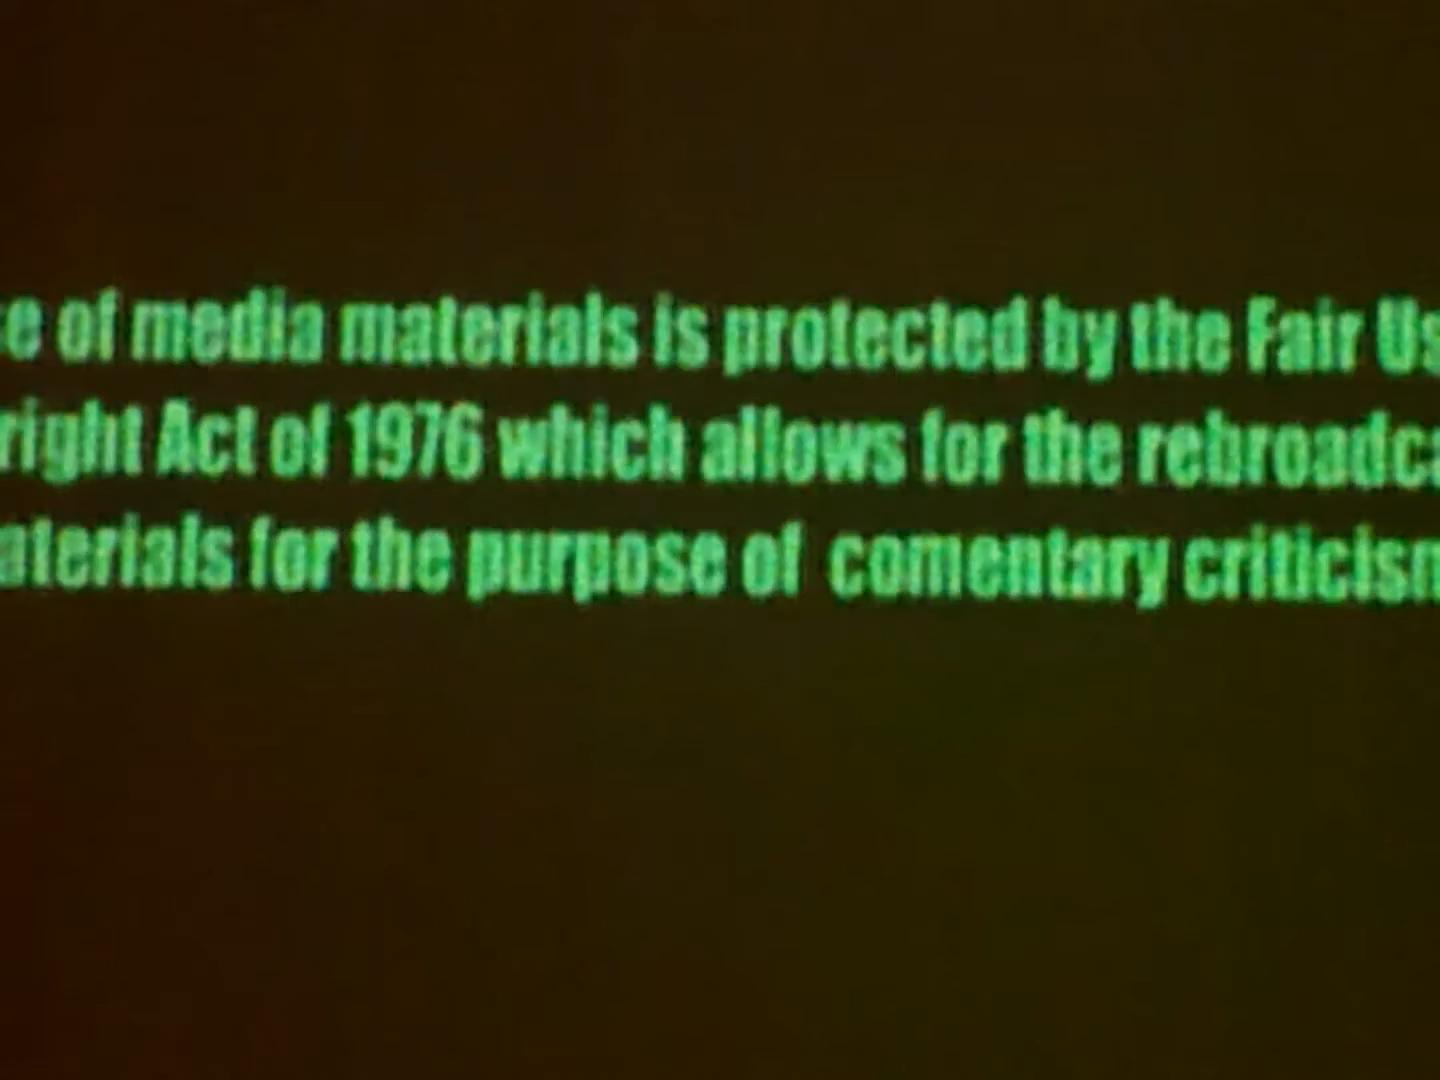 e of media materials is protected by the Fair Us
right Act of 1976 which allows for the rebroadca
aterials for the purpose of comentary criticism